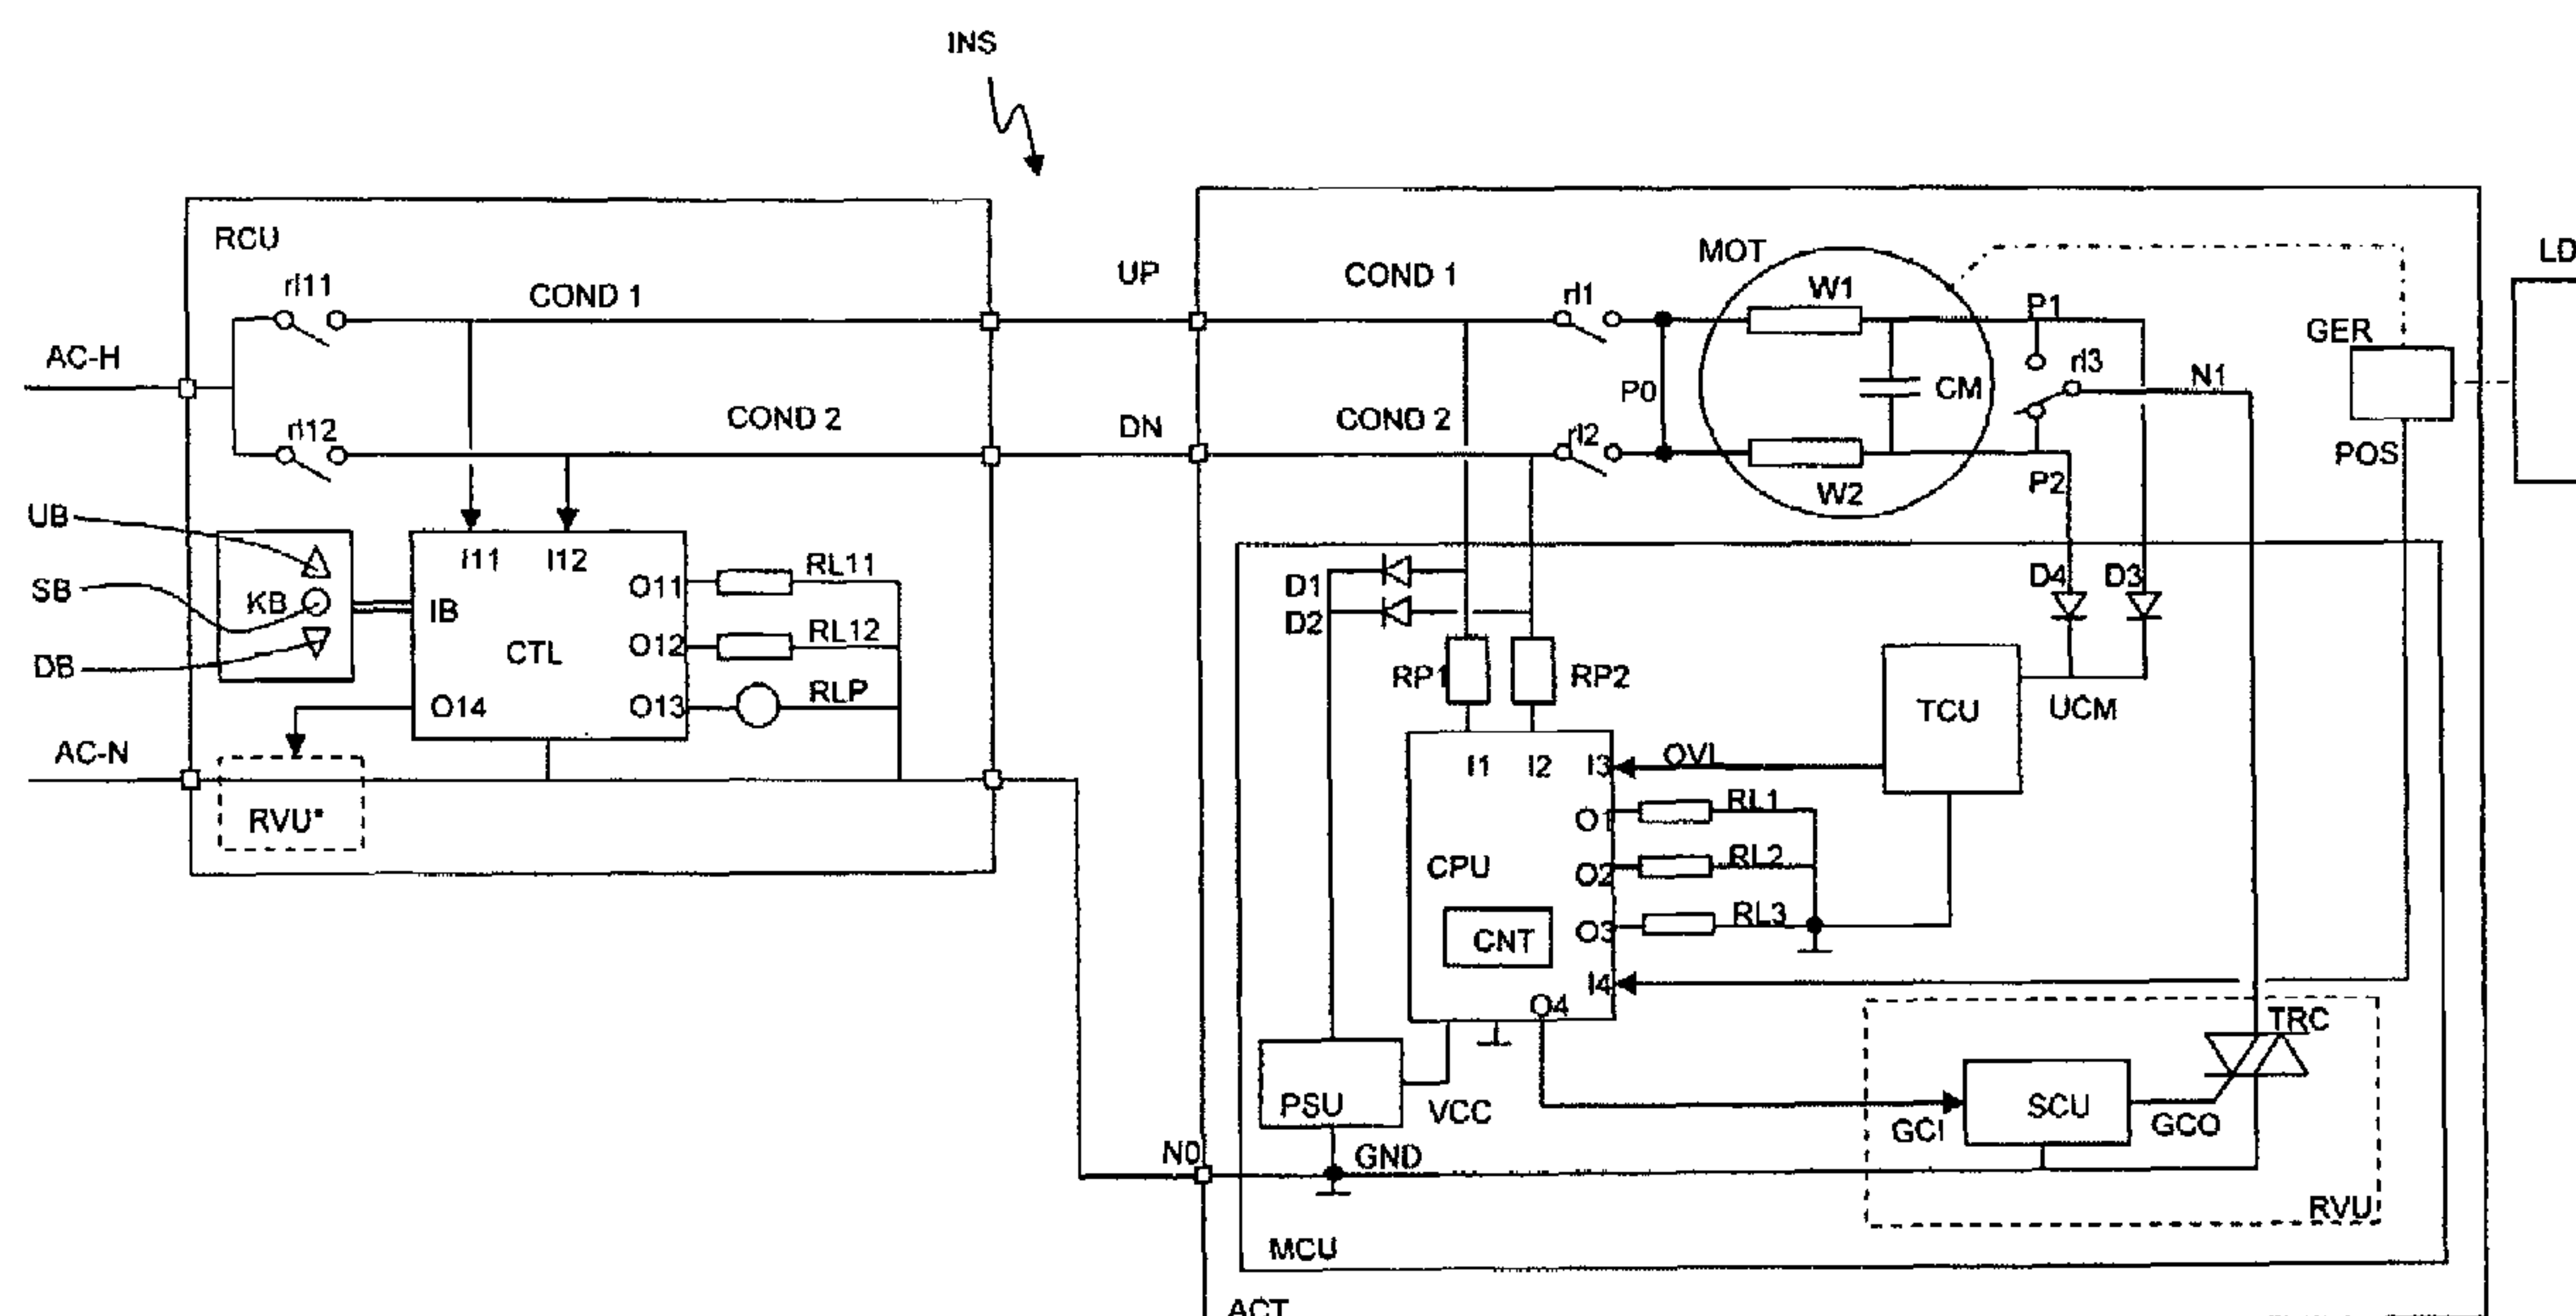 INS
RCU
rl11
COND 1
UP
COND 1
rl1
MOT
W1
P1
LD
AC-H
GER
rl3
N1
P0
CM
rl12
COND 2
DN
COND 2
rl2
W2
P2
POS
UB
SB
DB
KB
I11
I12
IB
CTL
O11
RL11
O12
RL12
O13
RLP
O14
AC-N
RVU*
D1
D2
D4
D3
RP1
RP2
TCU
UCM
I1
I2
I3
OVL
O1
RL1
CPU
O2
RL2
CNT
O3
RL3
I4
O4
TRC
PSU
VCC
GCI
SCU
GCO
N0
GND
RVU
MCU
ACT